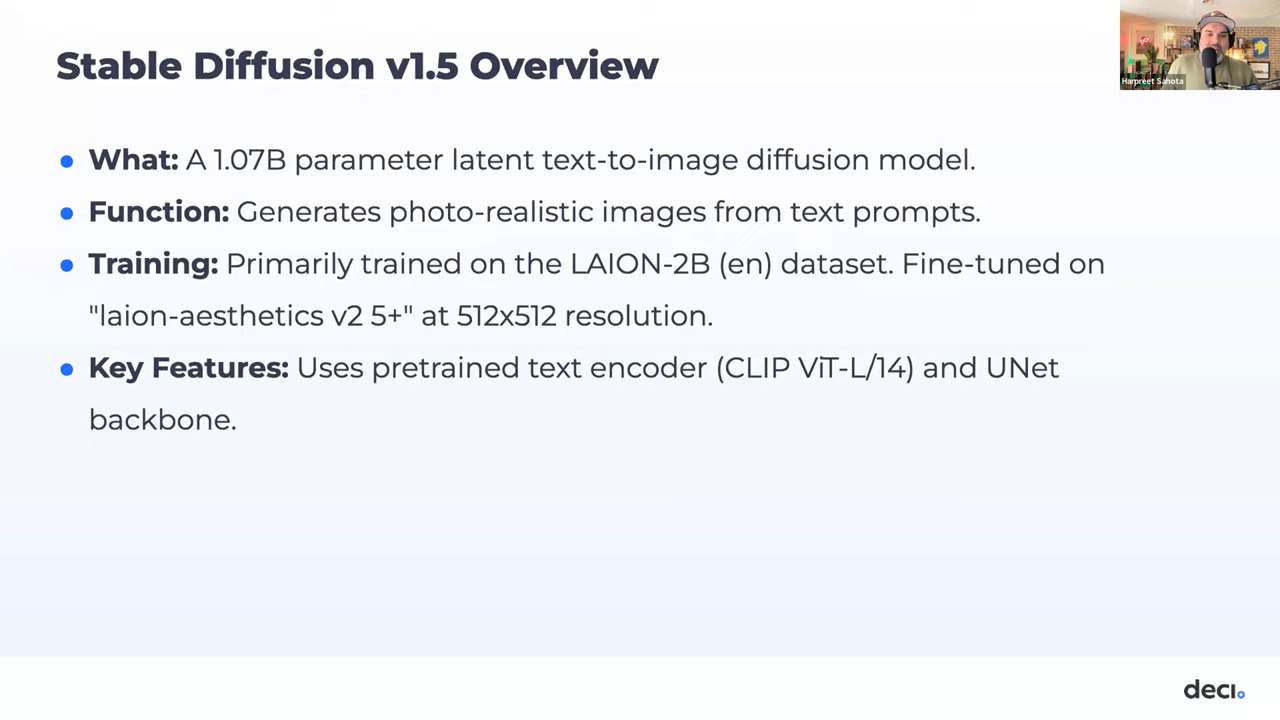 Stable Diffusion v1.5 Overview
Harpreet Sahota
● What: A 1.07B parameter latent text-to-image diffusion model.
● Function: Generates photo-realistic images from text prompts.
● Training: Primarily trained on the LAION-2B (en) dataset. Fine-tuned on
"laion-aesthetics v2 5+" at 512x512 resolution.
● Key Features: Uses pretrained text encoder (CLIP ViT-L/14) and UNet
backbone.
deci.